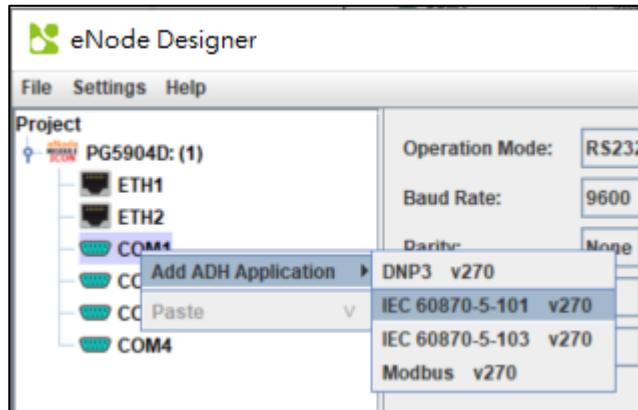 eNode Designer
File Settings Help
Project
PG5904D: (1)
ETH1
ETH2
COM1
COM4
Operation Mode: RS232
Baud Rate: 9600
Parity: None
Add ADH Application
Paste V
DNP3 v270
IEC 60870-5-101 v270
IEC 60870-5-103 v270
Modbus v270